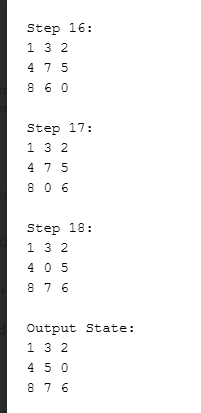 Step 16:
1 3 2
4 7 5
8 6 0
Step 17:
1 3 2
4 7 5
8 0 6
Step 18:
1 3 2
4 0 5
8 7 6
Output State:
1 3 2
4 5 0
8 7 6